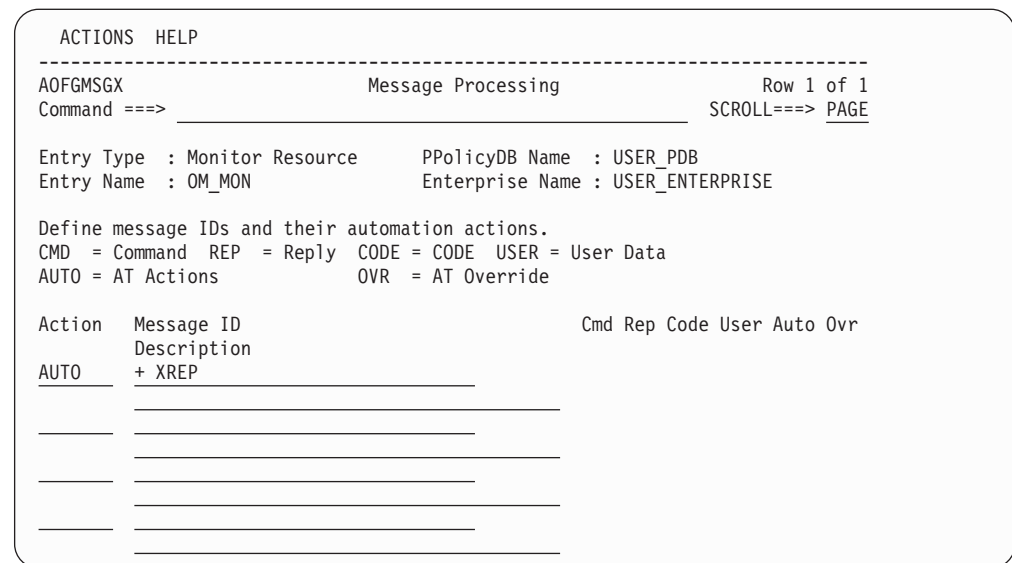 ACTIONS HELP
--------------------------------------------------------------------------------
AOFGMSGX Message Processing Row 1 of 1
Command ===> SCROLL===> PAGE
Entry Type : Monitor Resource PPolicyDB Name : USER_PDB
Entry Name : OM_MON Enterprise Name : USER_ENTERPRISE
Define message IDs and their automation actions.
CMD = Command REP = Reply CODE = CODE USER = User Data
AUTO = AT Actions OVR = AT Override
Action Message ID Cmd Rep Code User Auto Ovr
Description
AUTO + XREP